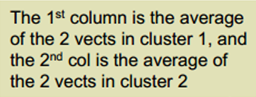 The 1st column is the average
of the 2 vects in cluster 1, and
the 2nd col is the average of
the 2 vects in cluster 2